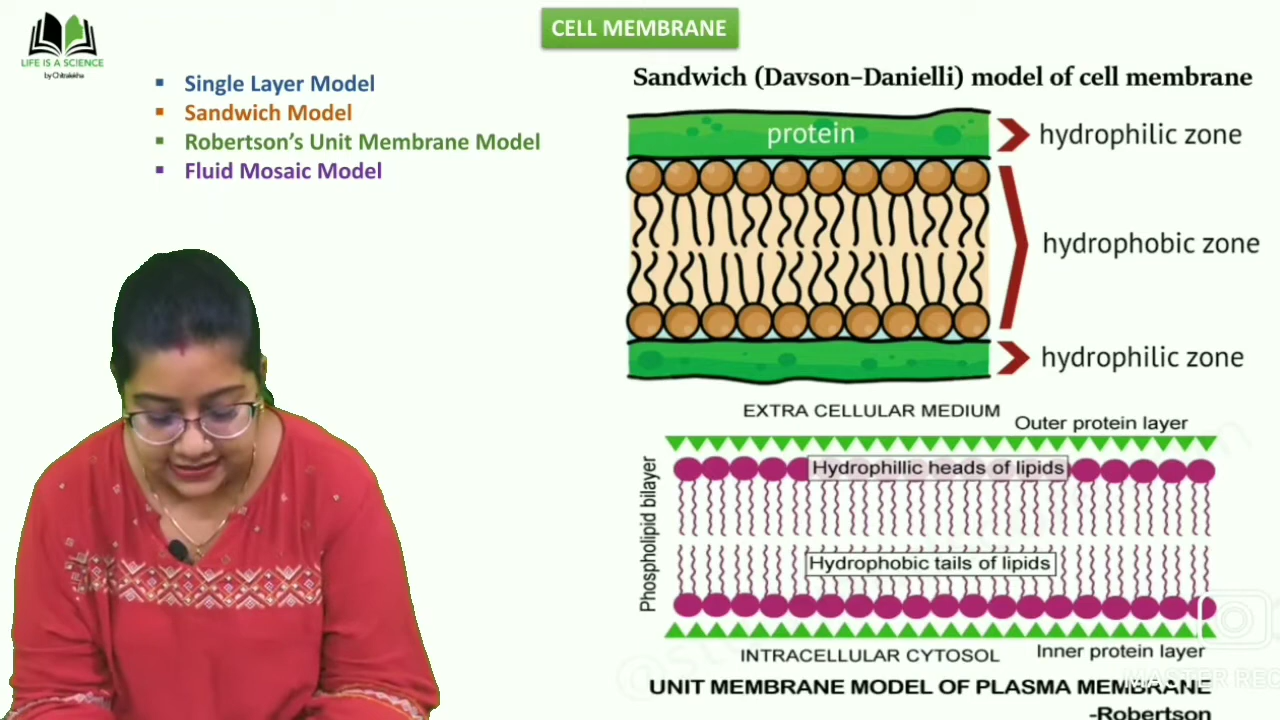 CELL MEMBRANE
LIFE IS A SCIENCE
by Chitralekha
Single Layer Model
Sandwich Model
Robertson's Unit Membrane Model
Fluid Mosaic Model
Sandwich (Davson–Danielli) model of cell membrane
protein
hydrophilic zone
hydrophobic zone
hydrophilic zone
EXTRA CELLULAR MEDIUM
Outer protein layer
Phospholipid bilayer
Hydrophillic heads of lipids
Hydrophobic tails of lipids
INTRACELLULAR CYTOSOL
Inner protein layer
UNIT MEMBRANE MODEL OF PLASMA MEMBRANE
-Robertson